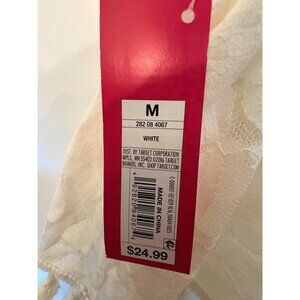 M
282 08 4067
WHITE
DIST. BY TARGET CORPORATION
MPLS., MN 55403 ©2016 TARGET
BRANDS, INC. SHOP TARGET.COM
MADE IN CHINA
$24.99